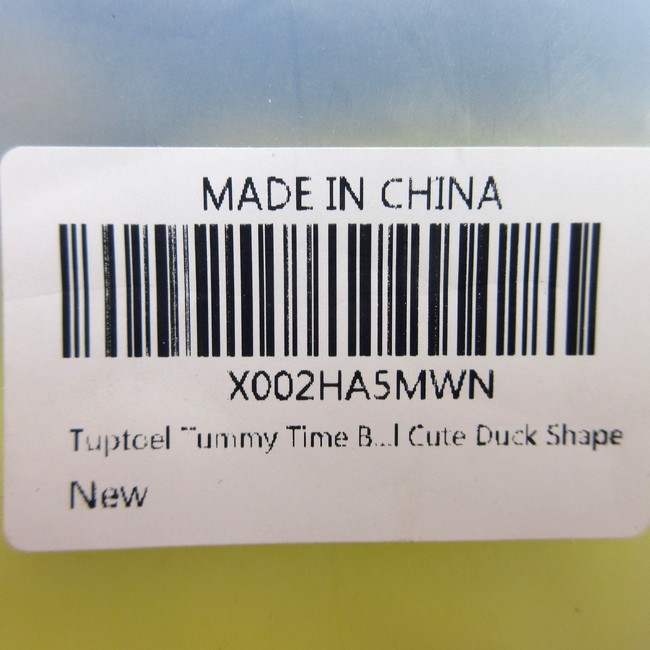 MADE IN CHINA
X002HA5MWN
Tuptoel Tummy Time B...l Cute Duck Shape
New